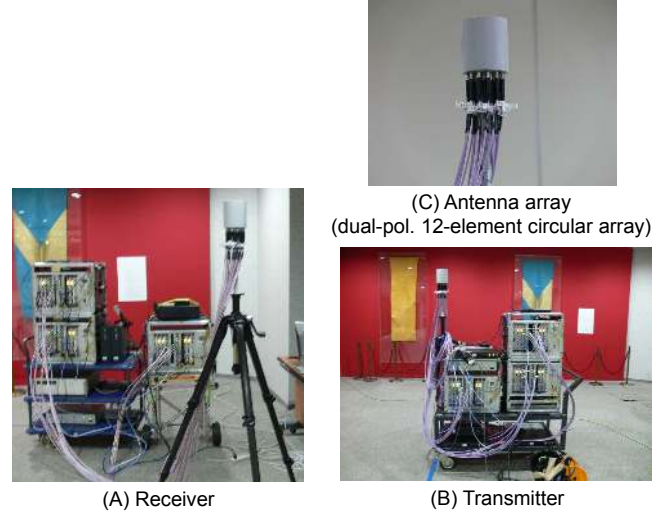 (C) Antenna array
(dual-pol. 12-element circular array)
(A) Receiver
(B) Transmitter